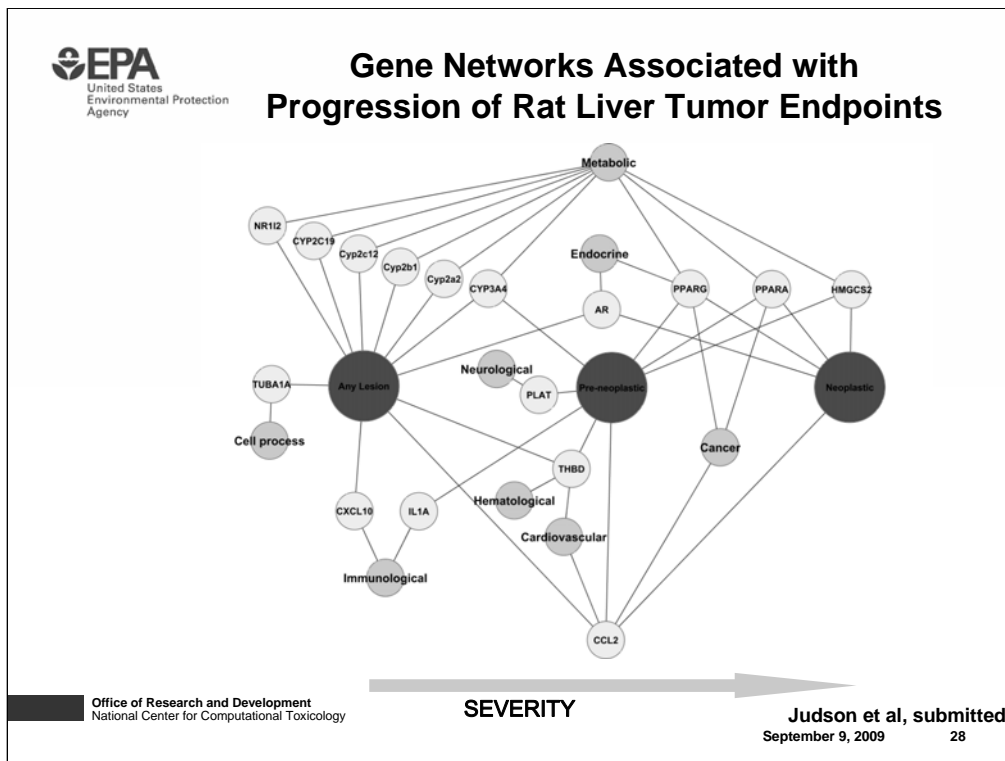 EPA
United States
Environmental Protection
Agency
Gene Networks Associated with
Progression of Rat Liver Tumor Endpoints
Metabolic
NR1I2
CYP2C19
Cyp2c12
Cyp2b1
Cyp2a2
CYP3A4
Endocrine
AR
PPARG
PPARA
HMGCS2
TUBA1A
Any Lesion
Neurological
PLAT
Pre-neoplastic
Neoplastic
Cell process
Cancer
THBD
CXCL10
IL1A
Hematological
Cardiovascular
Immunological
CCL2
SEVERITY
Office of Research and Development
National Center for Computational Toxicology
Judson et al, submitted
September 9, 2009 28